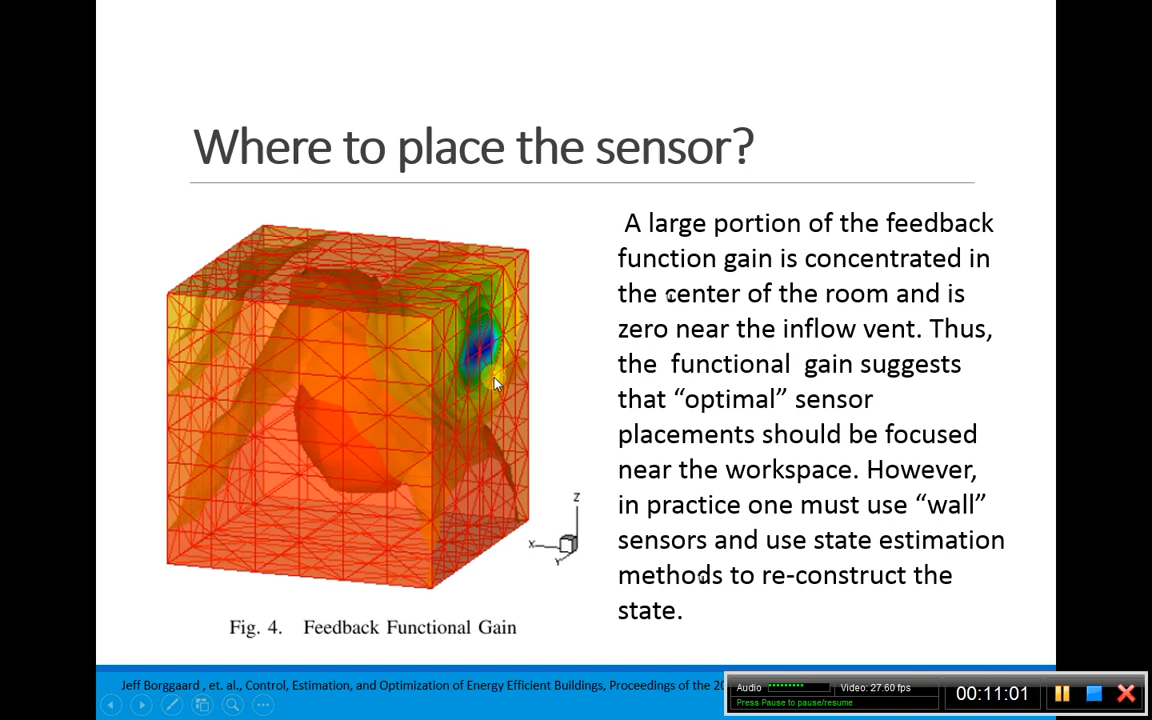 Where to place the sensor?
A large portion of the feedback
function gain is concentrated in
the center of the room and is
zero near the inflow vent. Thus,
the functional gain suggests
that “optimal” sensor
placements should be focused
near the workspace. However,
in practice one must use “wall”
sensors and use state estimation
methods to re-construct the
state.
Z
X
Y
Fig. 4. Feedback Functional Gain
Jeff Borggaard , et. al., Control, Estimation, and Optimization of Energy Efficient Buildings, Proceedings of the 20
Audio
Video: 27.60 fps
Press Pause to pause/resume
00:11:01